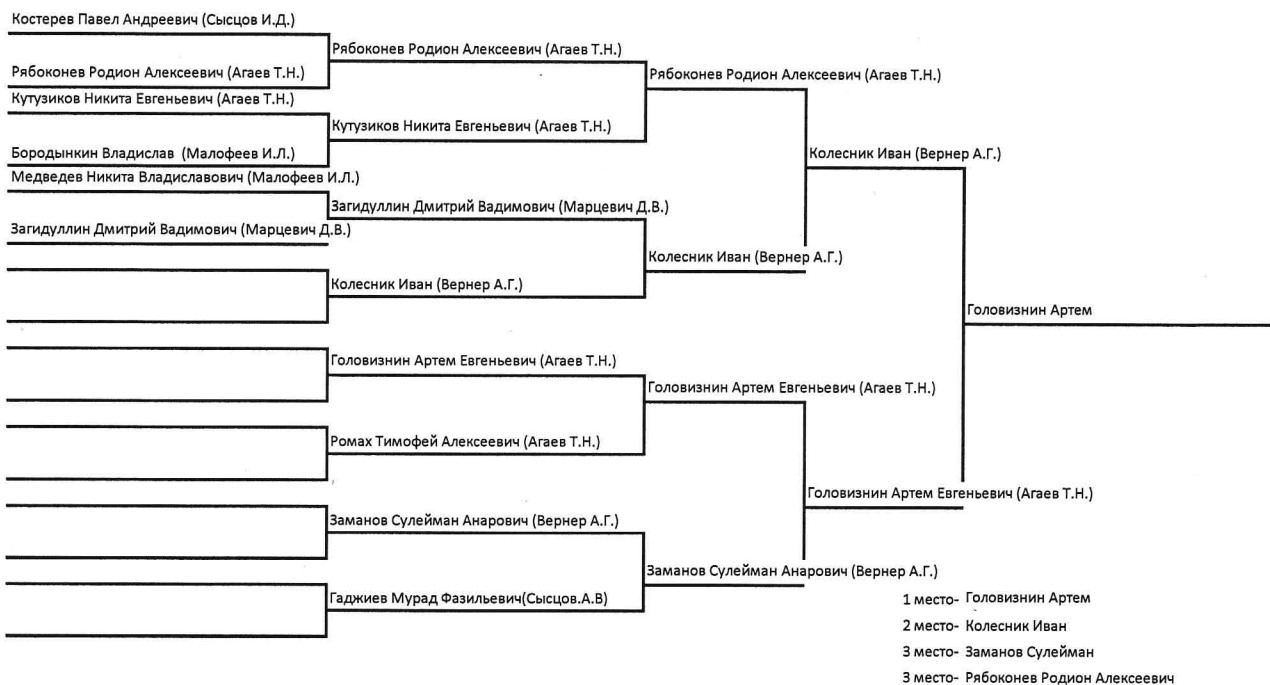 Костерев Павел Андреевич (Сысцов И.Д.)
Рябоконев Родион Алексеевич (Агаев Т.Н.)
Рябоконев Родион Алексеевич (Агаев Т.Н.)
Рябоконев Родион Алексеевич (Агаев Т.Н.)
Кутузиков Никита Евгеньевич (Агаев Т.Н.)
Кутузиков Никита Евгеньевич (Агаев Т.Н.)
Бородынкин Владислав (Малофеев И.Л.)
Колесник Иван (Вернер А.Г.)
Медведев Никита Владиславович (Малофеев И.Л.)
Загидуллин Дмитрий Вадимович (Марцевич Д.В.)
Загидуллин Дмитрий Вадимович (Марцевич Д.В.)
Колесник Иван (Вернер А.Г.)
Колесник Иван (Вернер А.Г.)
Головизнин Артем
Головизнин Артем Евгеньевич (Агаев Т.Н.)
Головизнин Артем Евгеньевич (Агаев Т.Н.)
Ромах Тимофей Алексеевич (Агаев Т.Н.)
Головизнин Артем Евгеньевич (Агаев Т.Н.)
Заманов Сулейман Анарович (Вернер А.Г.)
Заманов Сулейман Анарович (Вернер А.Г.)
Гаджиев Мурад Фазильевич(Сысцов.А.В)
1 место- Головизнин Артем
2 место- Колесник Иван
3 место- Заманов Сулейман
3 место- Рябоконев Родион Алексеевич